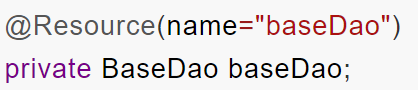 @Resource(name="baseDao")
private BaseDao baseDao;